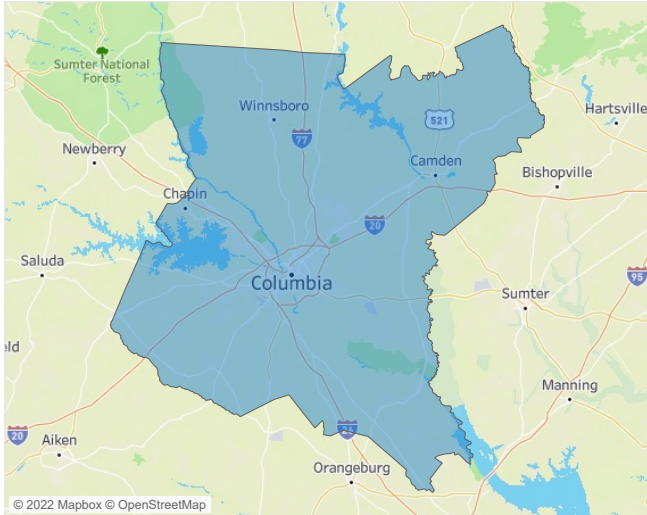 Sumter National
Forest
Winnsboro
521
Hartsville
77
Newberry
Camden
Bishopville
Chapin
20
Saluda
Columbia
95
Sumter
eld
Manning
20
Aiken
26
Orangeburg
© 2022 Mapbox © OpenStreetMap